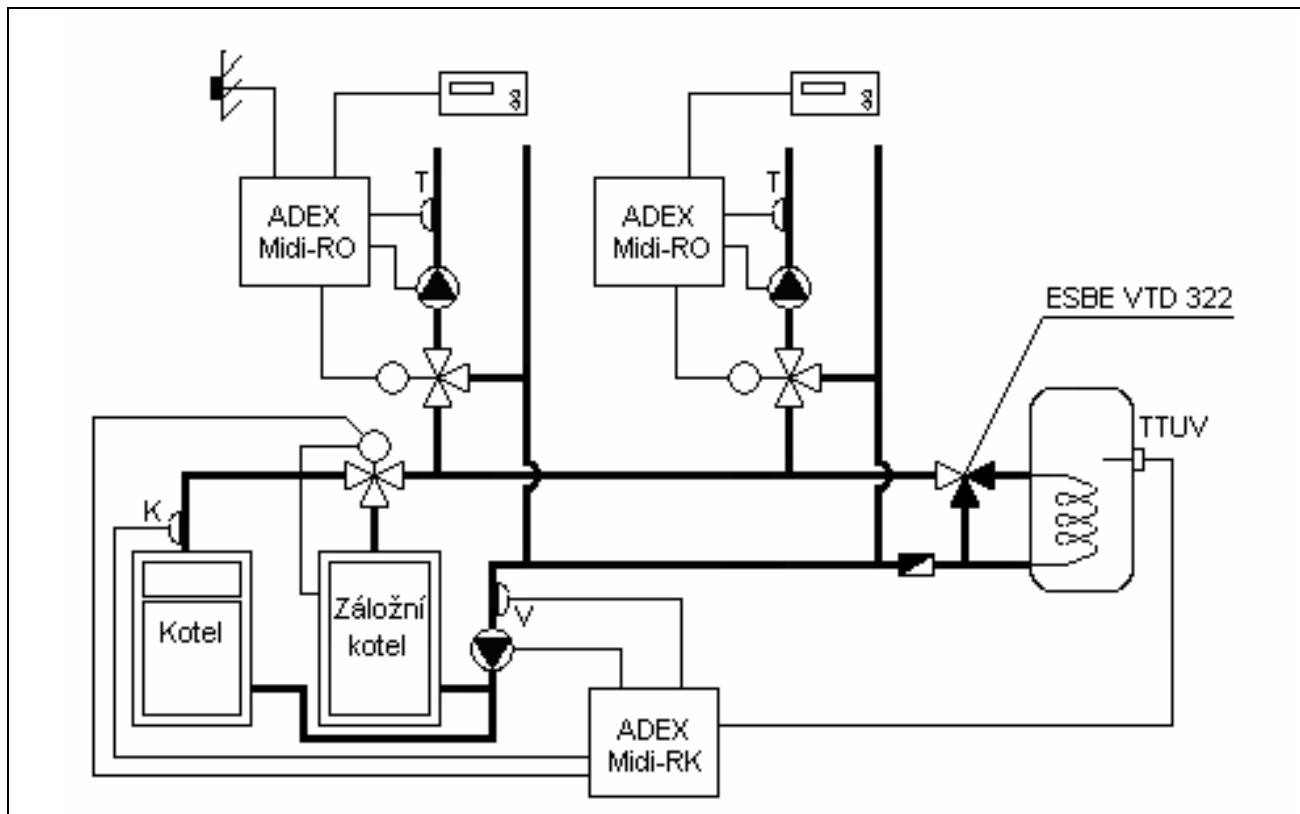 T
ADEX
Midi-RO
T
ADEX
Midi-RO
ESBE VTD 322
TTUV
K
Kotel
Záložní
kotel
V
ADEX
Midi-RK